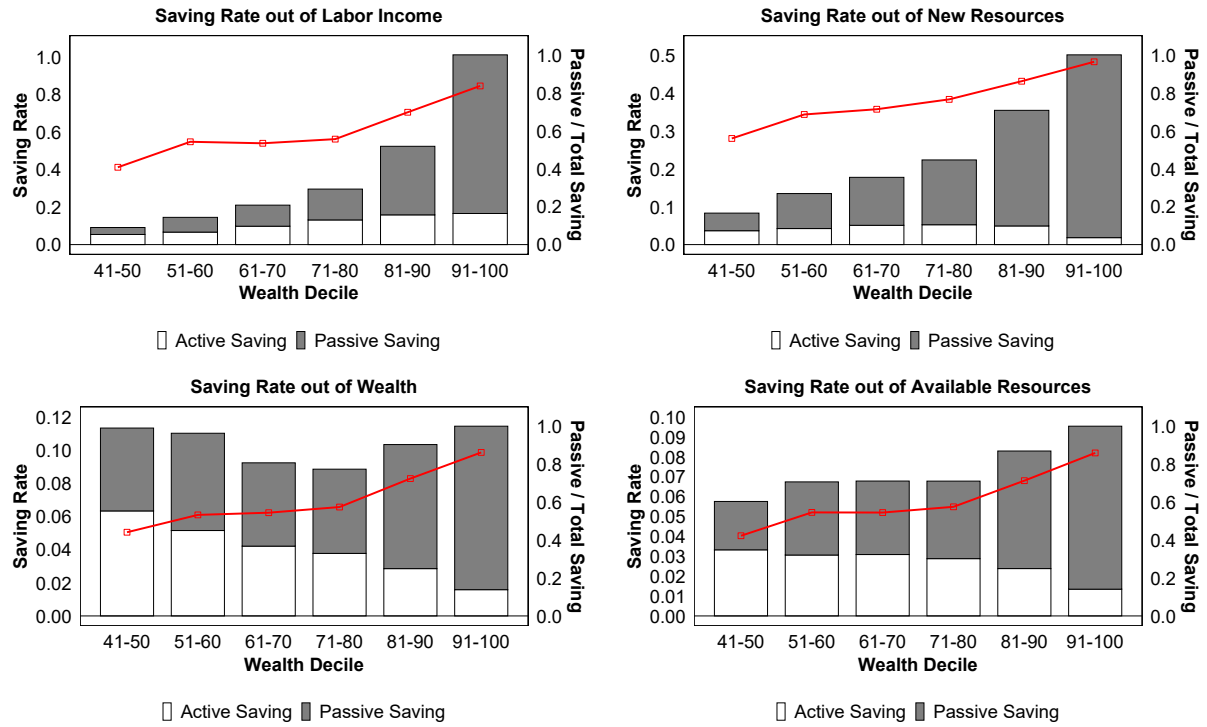 Saving Rate out of Labor Income
Saving Rate
1.0
0.8
0.6
0.4
0.2
0.0
1.0
0.8
0.6
0.4
0.2
0.0
Passive / Total Saving
41-50 51-60 61-70 71-80 81-90 91-100
Wealth Decile
Active Saving Passive Saving
Saving Rate out of New Resources
Saving Rate
0.5
0.4
0.3
0.2
0.1
0.0
1.0
0.8
0.6
0.4
0.2
0.0
Passive / Total Saving
41-50 51-60 61-70 71-80 81-90 91-100
Wealth Decile
Active Saving Passive Saving
Saving Rate out of Wealth
Saving Rate
0.12
0.10
0.08
0.06
0.04
0.02
0.00
1.0
0.8
0.6
0.4
0.2
0.0
Passive / Total Saving
41-50 51-60 61-70 71-80 81-90 91-100
Wealth Decile
Active Saving Passive Saving
Saving Rate out of Available Resources
Saving Rate
0.10
0.09
0.08
0.07
0.06
0.05
0.04
0.03
0.02
0.01
0.00
1.0
0.8
0.6
0.4
0.2
0.0
Passive / Total Saving
41-50 51-60 61-70 71-80 81-90 91-100
Wealth Decile
Active Saving Passive Saving